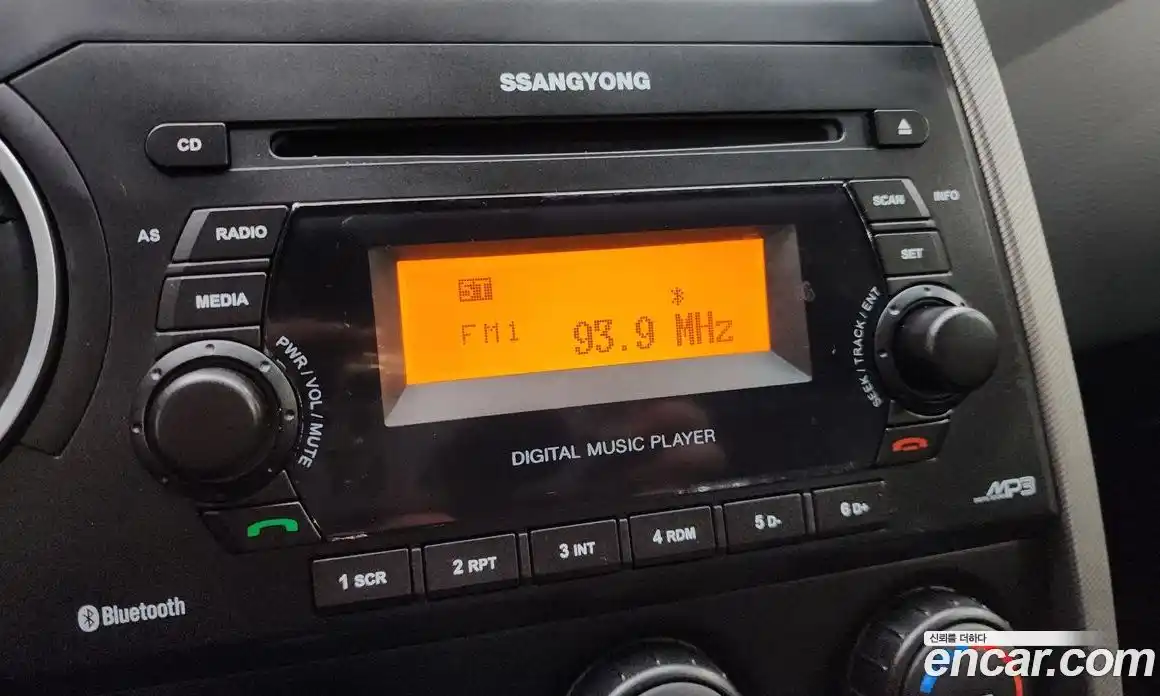 SSANGYONG
CD
SCAN INFO
AS RADIO
SET
MEDIA
ST
FM1 93.9 MHz
PWR / VOL / MUTE
SEEK / TRACK / ENT
DIGITAL MUSIC PLAYER
MP3
1 SCR
2 RPT
3 INT
4 RDM
5 D-
6 D+
Bluetooth
신뢰를 더하다
encar.com